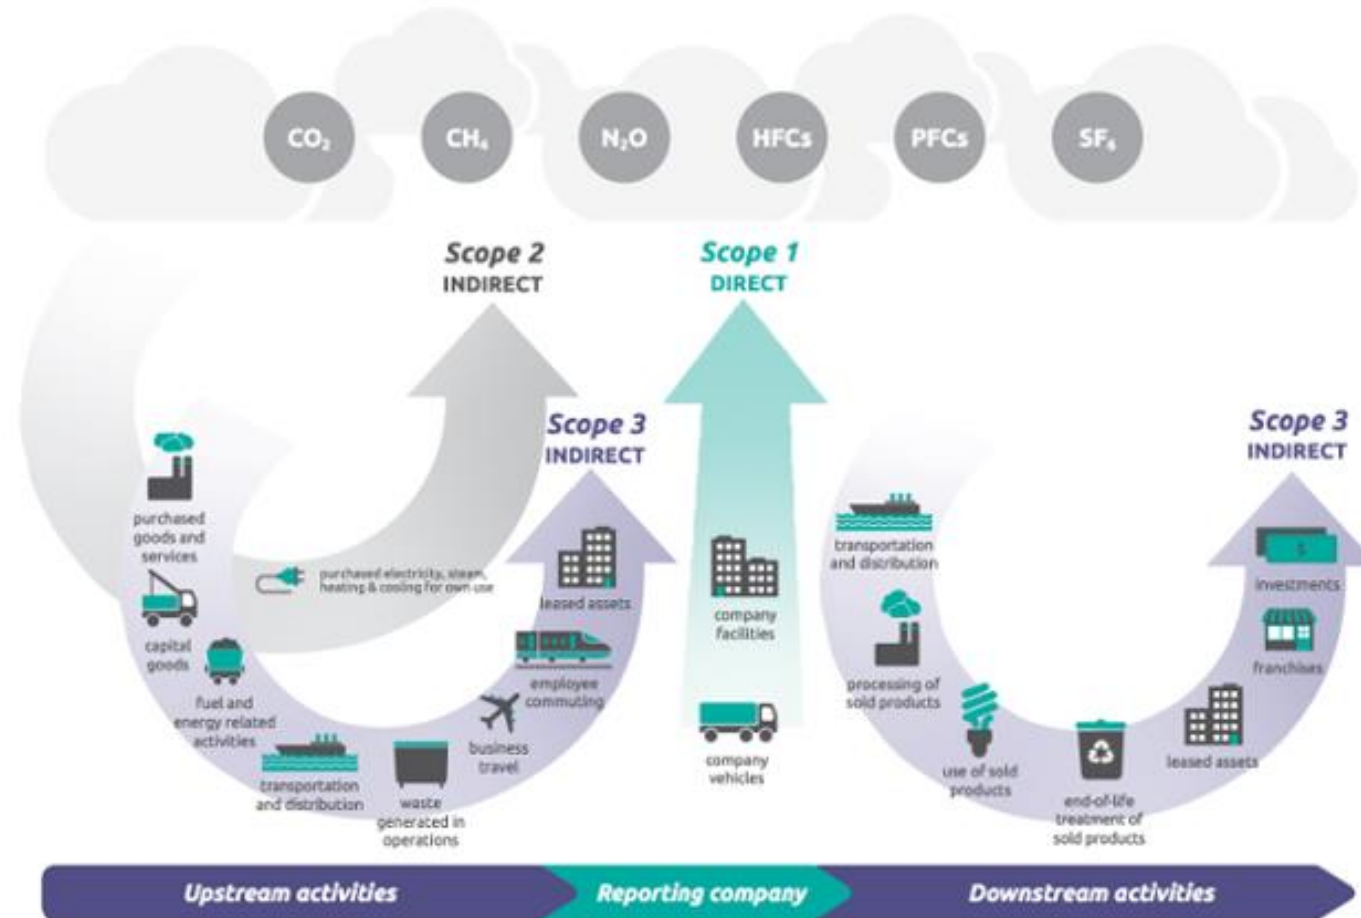 CO₂
CH₄
N₂O
HFCs
PFCs
SF₆
Scope 2
INDIRECT
Scope 1
DIRECT
Scope 3
INDIRECT
Scope 3
INDIRECT
purchased
goods and
services
capital
goods
fuel and
energy related
activities
transportation
and distribution
waste
generated in
operations
business
travel
employee
commuting
leased assets
purchased electricity, steam,
heating & cooling for own use
company
facilities
company
vehicles
transportation
and distribution
processing of
sold products
use of sold
products
end-of-life
treatment of
sold products
leased assets
franchises
investments
$
Upstream activities
Reporting company
Downstream activities